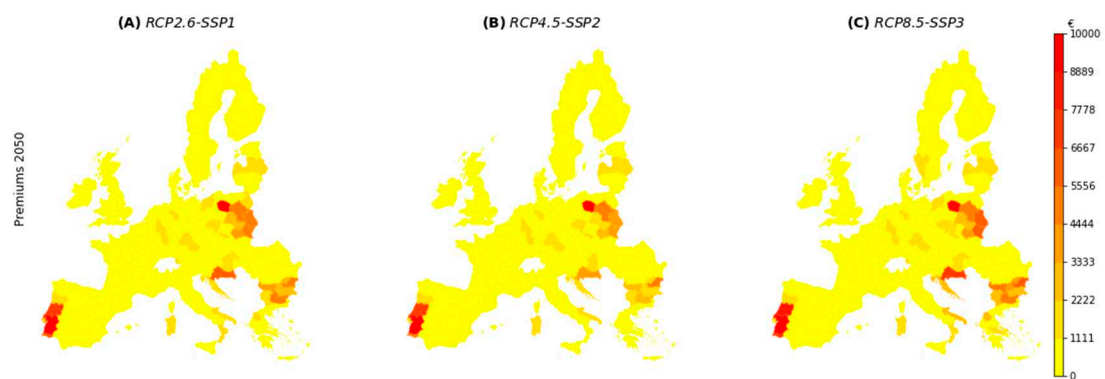 (A) RCP2.6-SSP1
(B) RCP4.5-SSP2
(C) RCP8.5-SSP3
€
10000
8889
7778
6667
5556
4444
3333
2222
1111
0
Premiums 2050